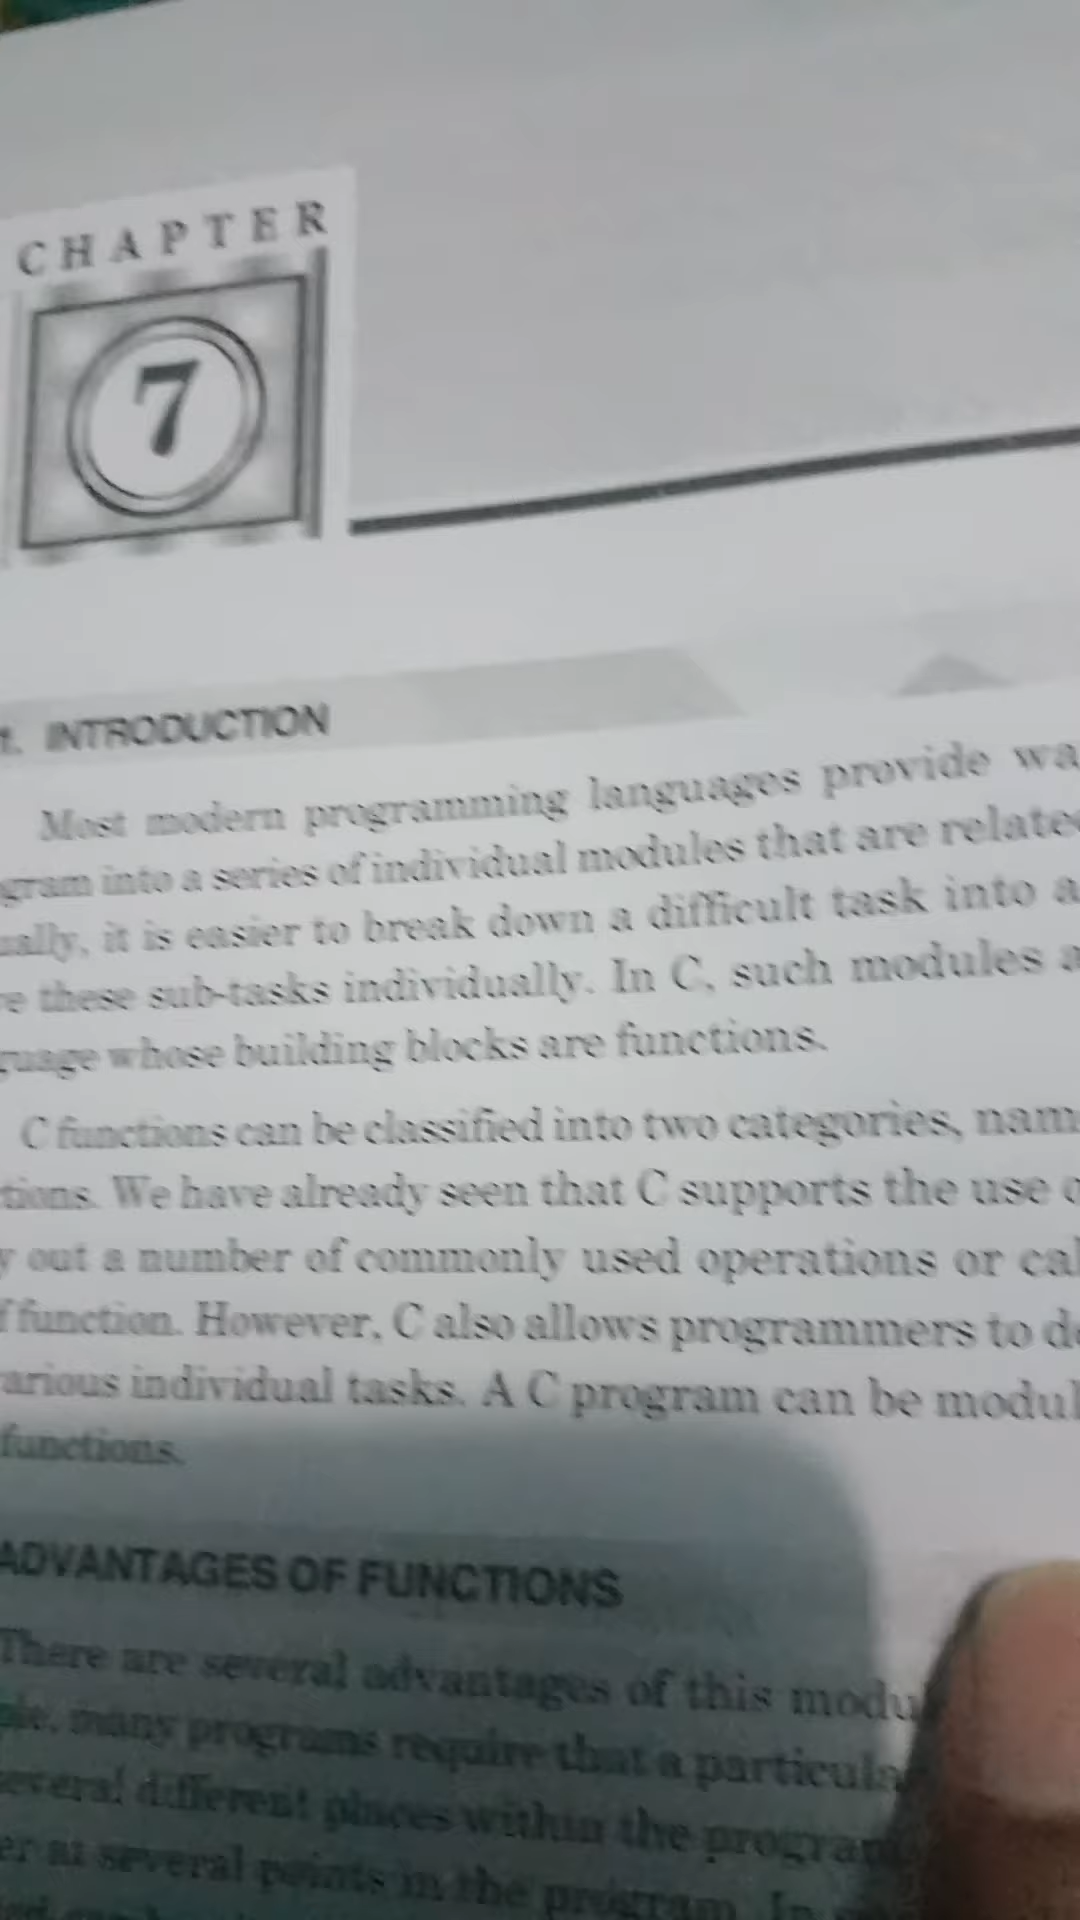 CHAPTER
7
1. INTRODUCTION
Most modern programming languages provide wa
gram into a series of individual modules that are relate
ually, it is easier to break down a difficult task into a
e these sub-tasks individually. In C, such modules a
guage whose building blocks are functions.
C functions can be classified into two categories, nam
tions. We have already seen that C supports the use o
y out a number of commonly used operations or cal
f function. However, C also allows programmers to de
arious individual tasks. A C program can be modul
functions.
ADVANTAGES OF FUNCTIONS
There are several advantages of this modu
ple, many programs require that a particula
several different places within the program
er at several points in the program. In